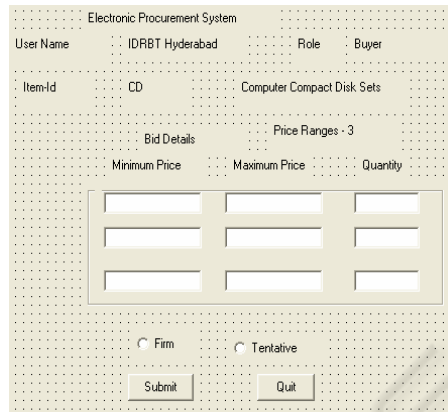 Electronic Procurement System
User Name IDRBT Hyderabad Role Buyer
Item-Id CD Computer Compact Disk Sets
Bid Details Price Ranges - 3
Minimum Price Maximum Price Quantity
Firm Tentative
Submit Quit